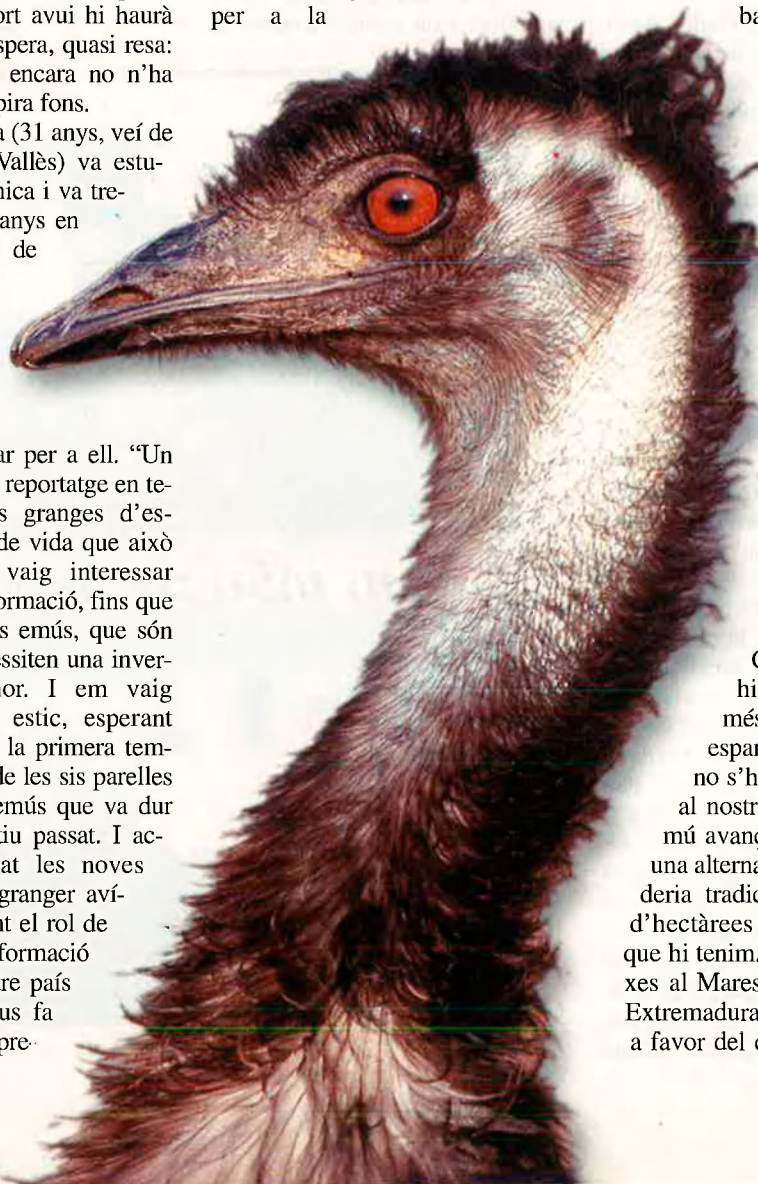 ort avui hi haurà
spera, quasi resa:
encara no n'ha
pira fons.
a (31 anys, veí de
Vallès) va estu-
nica i va tre-
anys en
de
ar per a ell. “Un
reportatge en te-
s granges d'es-
de vida que això
vaig interessar
ormació, fins que
s emús, que són
essiten una inver-
nor. I em vaig
estic, esperant
la primera tem-
de les sis parelles
emús que va dur
tiu passat. I ac-
at les noves
granger aví-
nt el rol de
formació
re país
us fa
pre-
per a la
ba
C
hi
més
espar
no s'h
al nostr
mú avanç
una alterna
deria tradic
d'hectàrees
que hi tenim.
xes al Mares
Extremadura
a favor del c